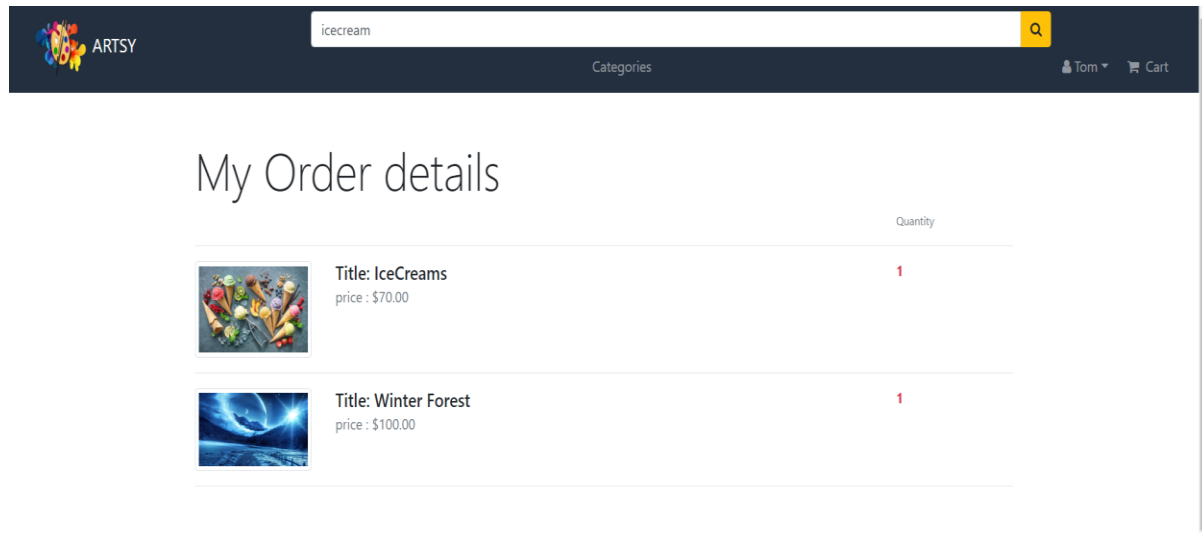 ARTSY
icecream
Categories
Tom
Cart
My Order details
Quantity
Title: IceCreams
1
price : $70.00
Title: Winter Forest
1
price : $100.00